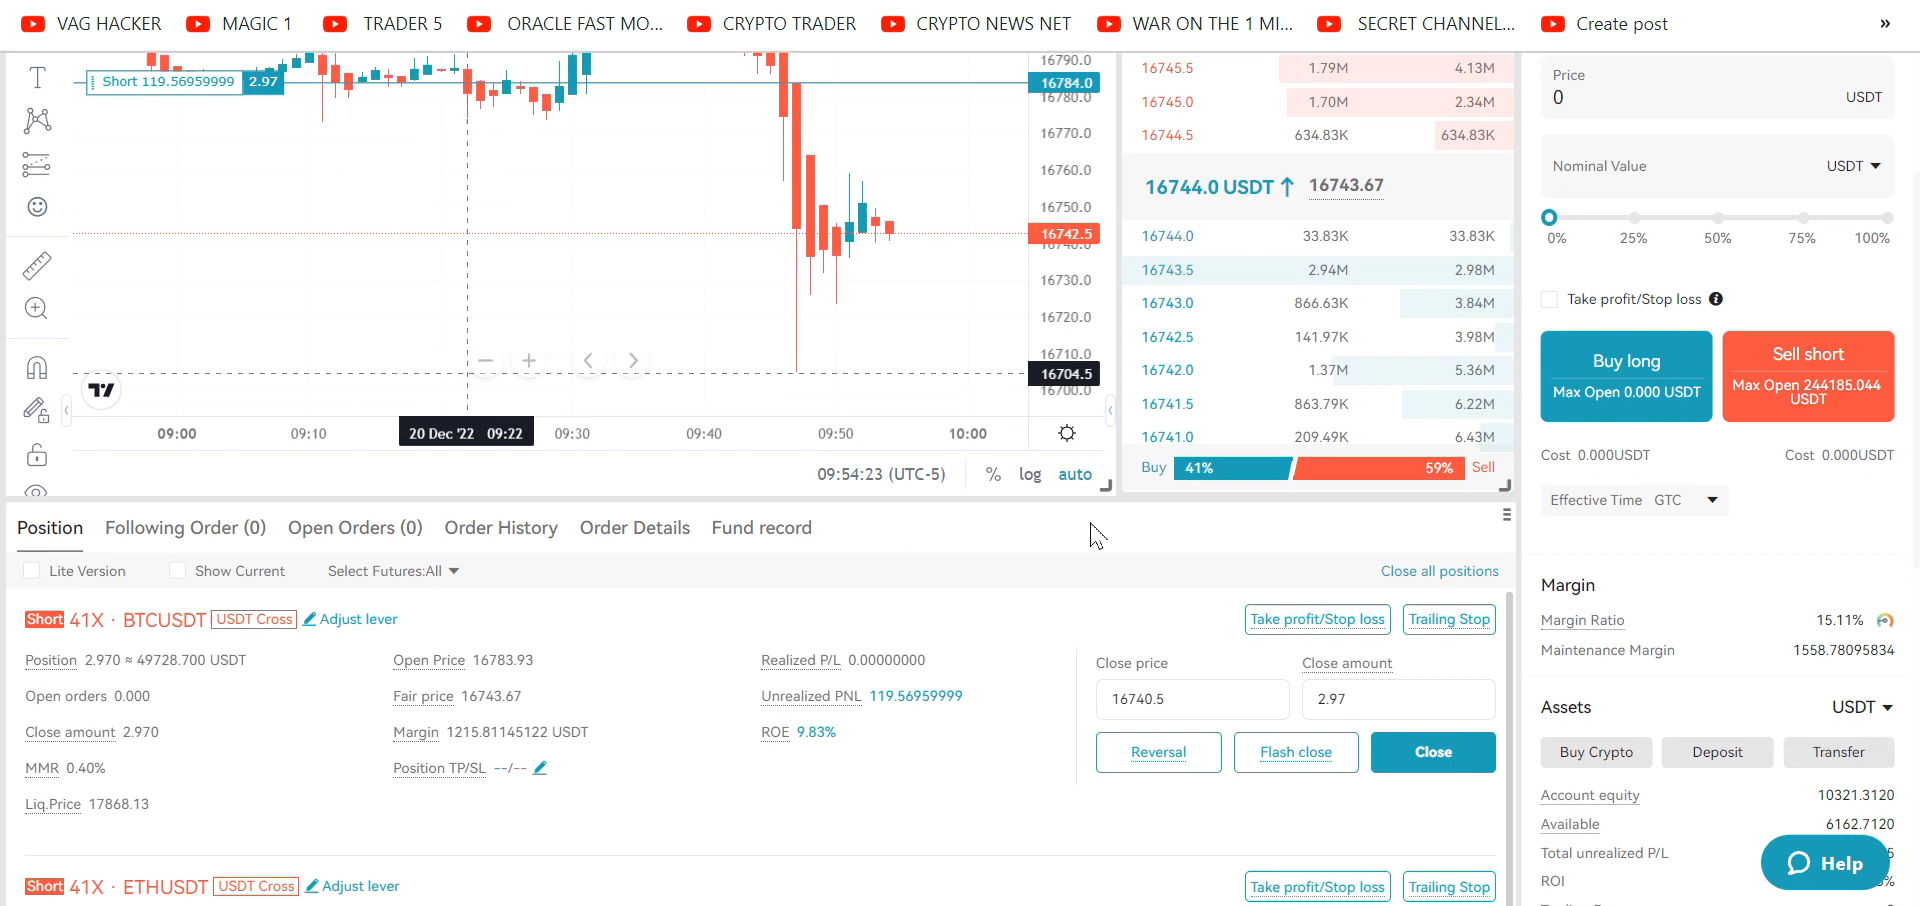 VAG HACKER MAGIC 1 TRADER 5 ORACLE FAST MO... CRYPTO TRADER CRYPTO NEWS NET WAR ON THE 1 MI... SECRET CHANNEL... Create post »
Short 119.56959999 2.97
16790.0
16784.0
16780.0
16770.0
16760.0
16750.0
16742.5
16730.0
16720.0
16710.0
16704.5
16700.0
09:00 09:10 20 Dec '22 09:22 09:30 09:40 09:50 10:00
09:54:23 (UTC-5) % log auto
16745.5 1.79M 4.13M
16745.0 1.70M 2.34M
16744.5 634.83K 634.83K
16744.0 USDT ↑ 16743.67
16744.0 33.83K 33.83K
16743.5 2.94M 2.98M
16743.0 866.63K 3.84M
16742.5 141.97K 3.98M
16742.0 1.37M 5.36M
16741.5 863.79K 6.22M
16741.0 209.49K 6.43M
Buy 41% 59% Sell
Price
0 USDT
Nominal Value USDT
0% 25% 50% 75% 100%
Take profit/Stop loss
Buy long
Max Open 0.000 USDT
Sell short
Max Open 244185.044
USDT
Cost 0.000USDT Cost 0.000USDT
Effective Time GTC
Position Following Order (0) Open Orders (0) Order History Order Details Fund record
Lite Version Show Current Select Futures:All Close all positions
Short 41X · BTCUSDT USDT Cross Adjust lever Take profit/Stop loss Trailing Stop
Position 2.970 ≈ 49728.700 USDT Open Price 16783.93 Realized P/L 0.00000000
Open orders 0.000 Fair price 16743.67 Unrealized PNL 119.56959999
Close amount 2.970 Margin 1215.81145122 USDT ROE 9.83%
MMR 0.40% Position TP/SL --/--
Liq.Price 17868.13
Close price Close amount
16740.5 2.97
Reversal Flash close Close
Short 41X · ETHUSDT USDT Cross Adjust lever Take profit/Stop loss Trailing Stop
Margin
Margin Ratio 15.11%
Maintenance Margin 1558.78095834
Assets USDT
Buy Crypto Deposit Transfer
Account equity 10321.3120
Available 6162.7120
Total unrealized P/L
ROI
Help